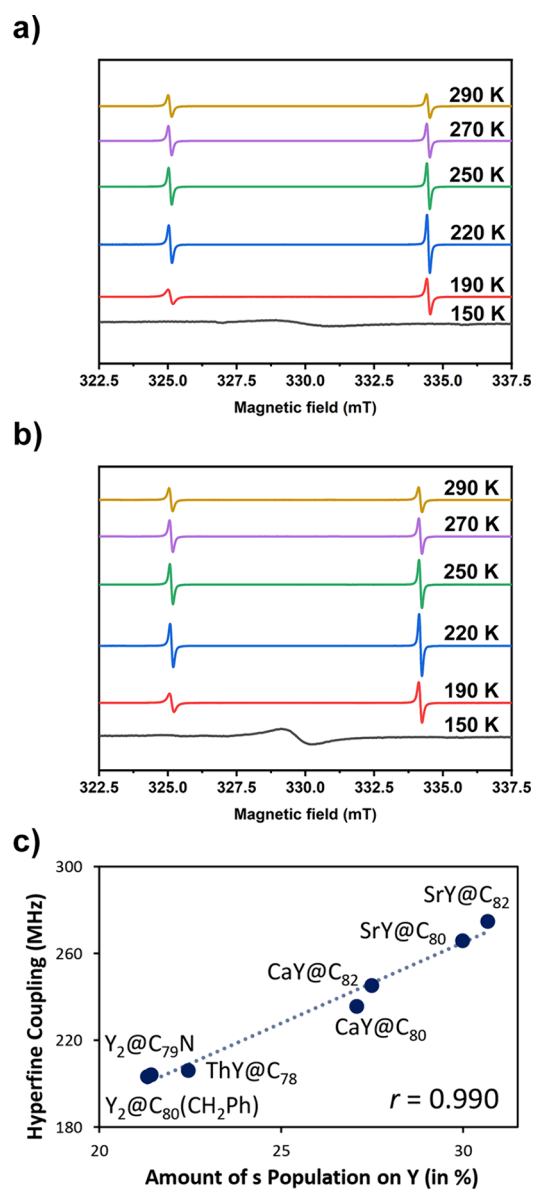 a)
290 K
270 K
250 K
220 K
190 K
150 K
322.5 325.0 327.5 330.0 332.5 335.0 337.5
Magnetic field (mT)
b)
290 K
270 K
250 K
220 K
190 K
150 K
322.5 325.0 327.5 330.0 332.5 335.0 337.5
Magnetic field (mT)
c)
Hyperfine Coupling (MHz)
300
260
220
180
SrY@C₈₂
SrY@C₈₀
CaY@C₈₂
CaY@C₈₀
Y₂@C₇₉N
ThY@C₇₈
Y₂@C₈₀(CH₂Ph)
r = 0.990
20 25 30
Amount of s Population on Y (in %)